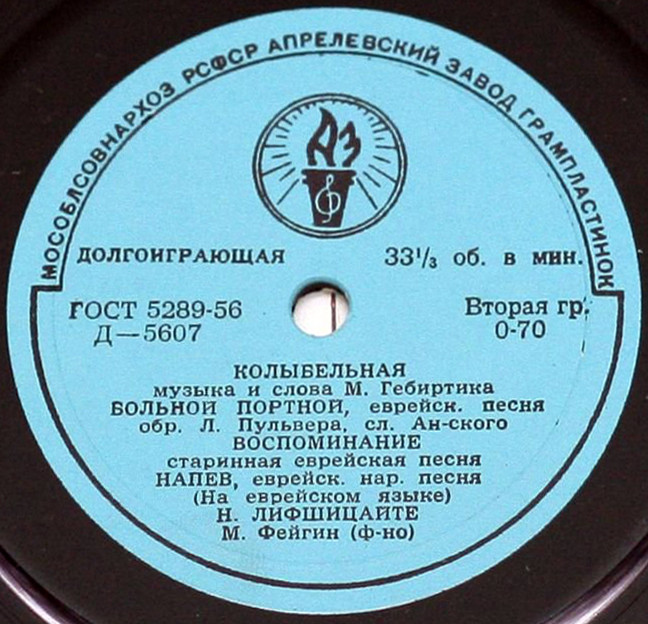 МОСОБЛСОВНАРХОЗ РСФСР АПРЕЛЕВСКИЙ ЗАВОД ГРАМПЛАСТИНОК
АЗ
ДОЛГОИГРАЮЩАЯ 33⅓ об. в мин.
ГОСТ 5289-56 Вторая гр.
Д—5607 0-70
КОЛЫБЕЛЬНАЯ
музыка и слова М. Гебиртика
БОЛЬНОЙ ПОРТНОЙ, еврейск. песня
обр. Л. Пульвера, сл. Ан-ского
ВОСПОМИНАНИЕ
старинная еврейская песня
НАПЕВ, еврейск. нар. песня
(На еврейском языке)
Н. ЛИФШИЦАЙТЕ
М. Фейгин (ф-но)